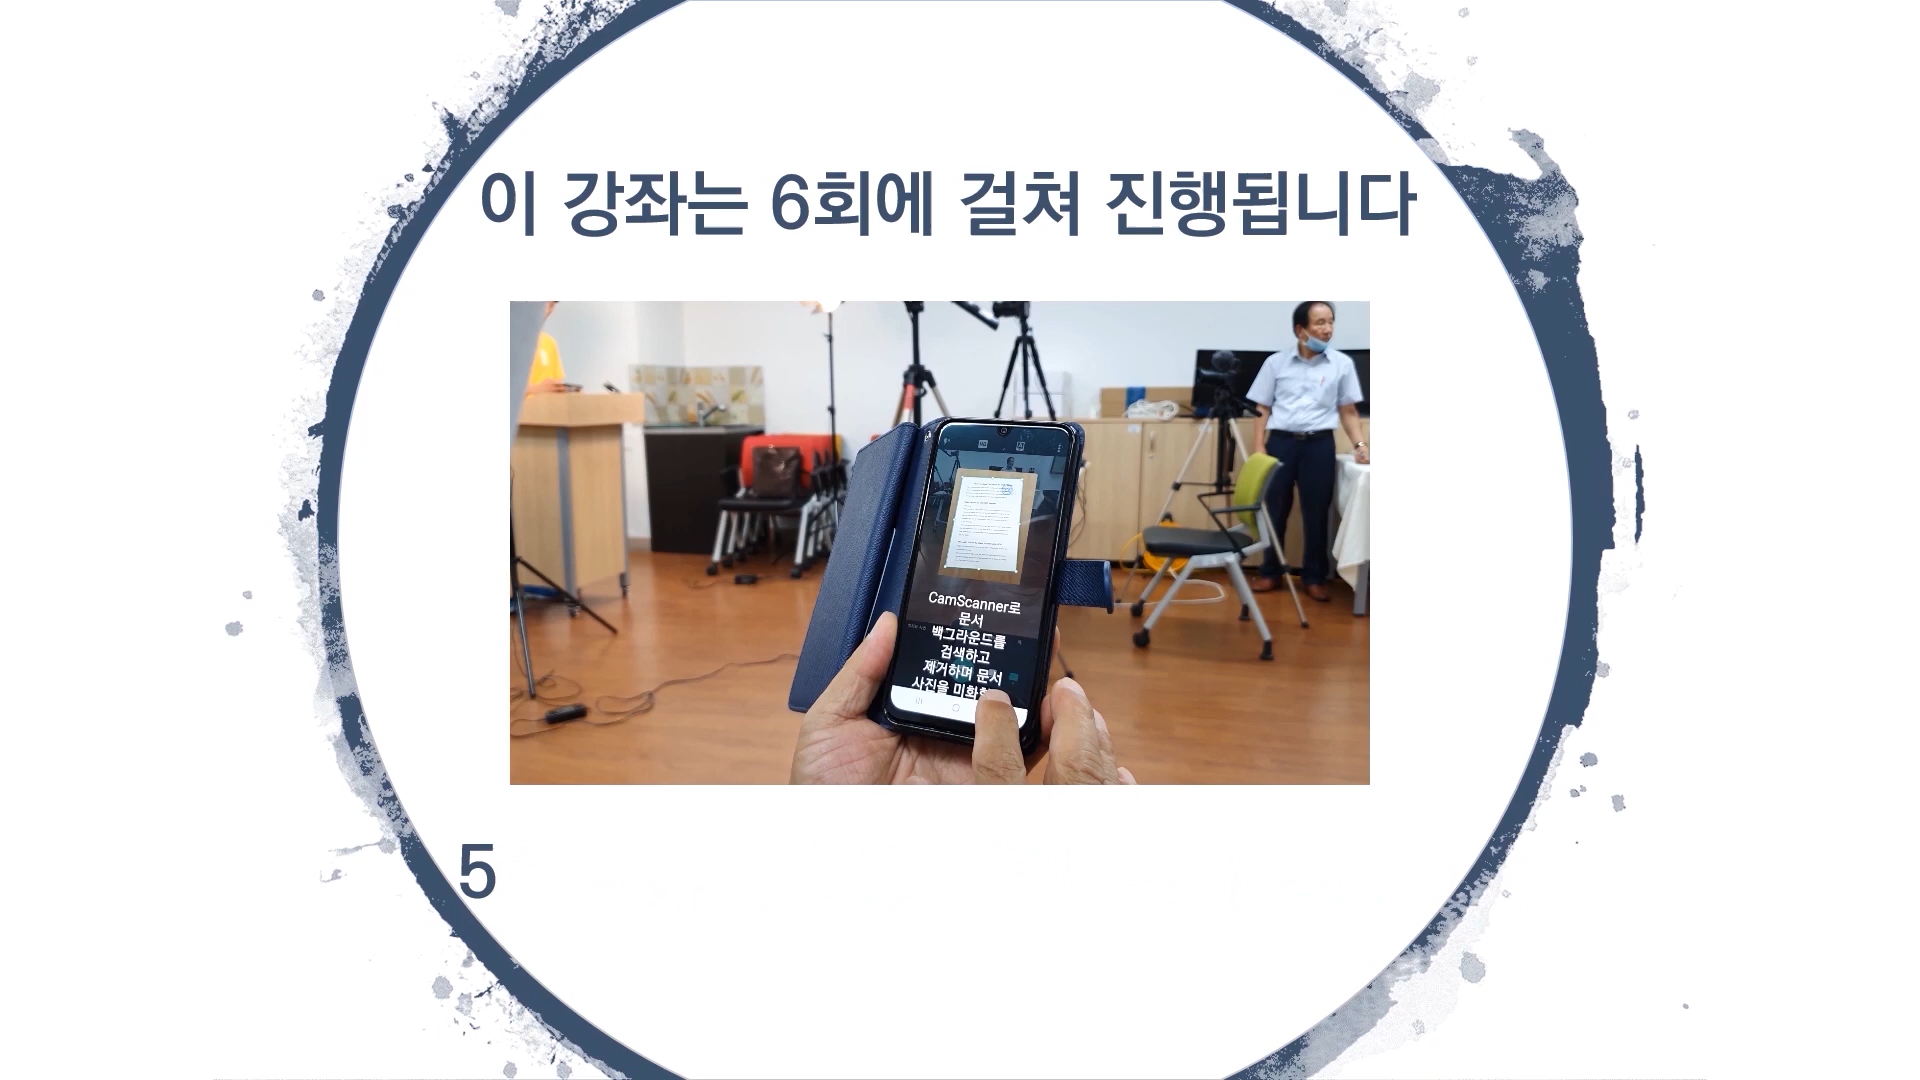 이 강좌는 6회에 걸쳐 진행됩니다
CamScanner로
문서
백그라운드를
검색하고
제거하며 문서
사진을
5